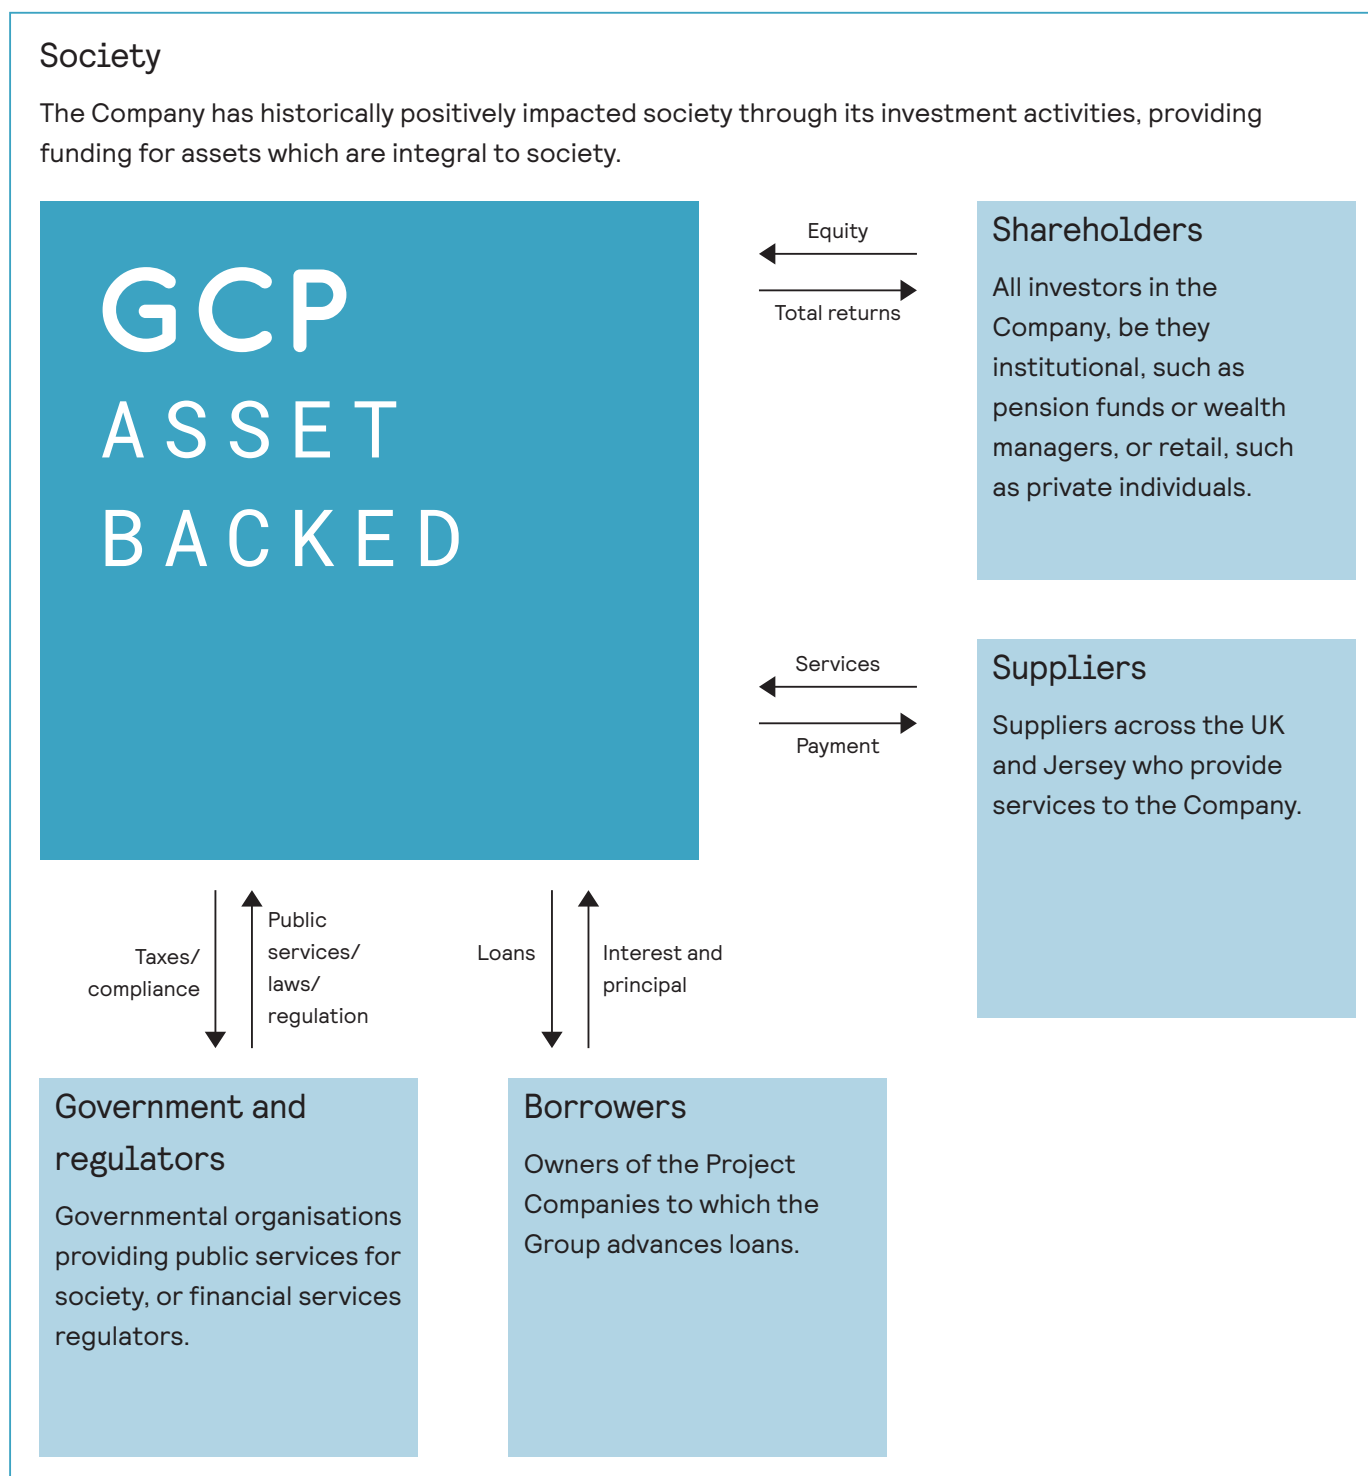 Society
The Company has historically positively impacted society through its investment activities, providing
funding for assets which are integral to society.
GCP
ASSET
BACKED
Equity
Total returns
Shareholders
All investors in the
Company, be they
institutional, such as
pension funds or wealth
managers, or retail, such
as private individuals.
Services
Payment
Suppliers
Suppliers across the UK
and Jersey who provide
services to the Company.
Taxes/
compliance
Public
services/
laws/
regulation
Loans
Interest and
principal
Government and
regulators
Governmental organisations
providing public services for
society, or financial services
regulators.
Borrowers
Owners of the Project
Companies to which the
Group advances loans.